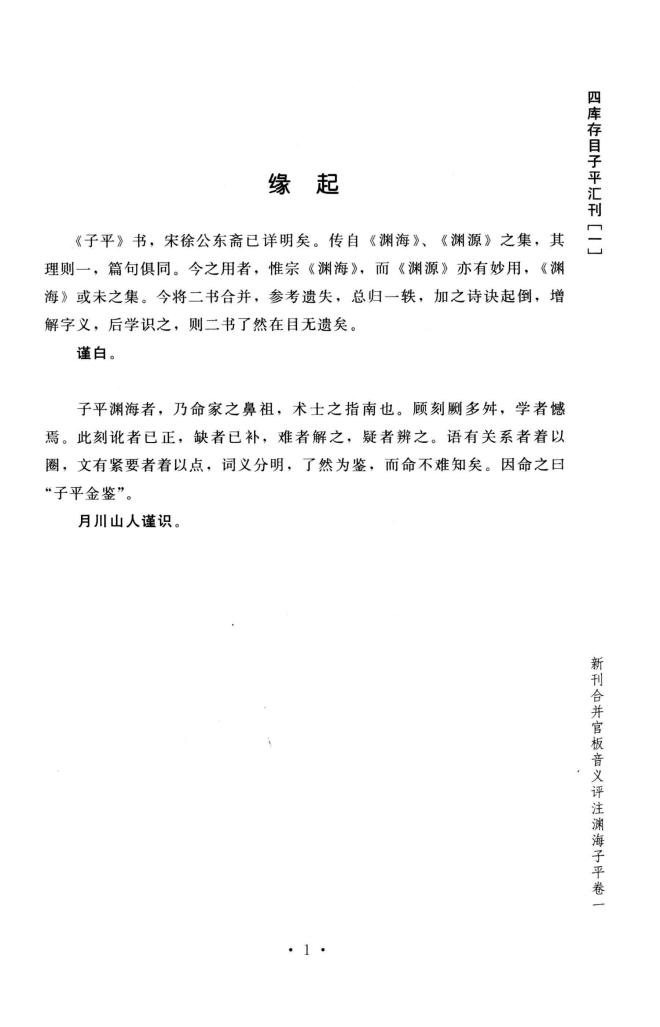 四库存目子平汇刊［一］
缘起
《子平》书，宋徐公东斋已详明矣。传自《渊海》、《渊源》之集，其
理则一，篇句俱同。今之用者，惟宗《渊海》，而《渊源》亦有妙用，《渊
海》或未之集。今将二书合并，参考遗失，总归一轶，加之诗诀起倒，增
解字义，后学识之，则二书了然在目无遗矣。
谨白。
子平渊海者，乃命家之鼻祖，术士之指南也。顾刻劂多舛，学者憾
焉。此刻讹者已正，缺者已补，难者解之，疑者辨之。语有关系者着以
圈，文有紧要者着以点，词义分明，了然为鉴，而命不难知矣。因命之曰
“子平金鉴”。
月川山人谨识。
新刊合并官板音义评注渊海子平卷一
·1·